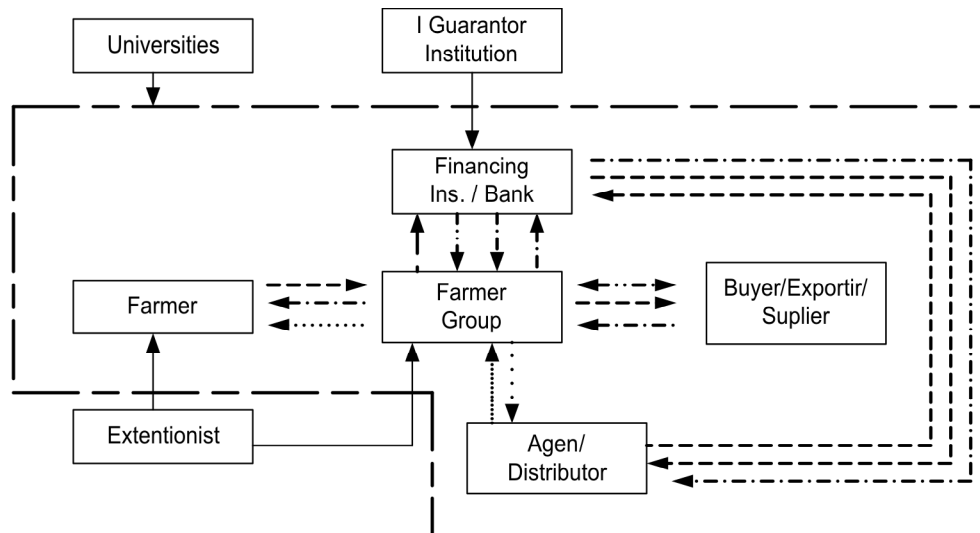 Universities
I Guarantor
Institution
Financing
Ins. / Bank
Farmer
Farmer
Group
Buyer/Exportir/
Suplier
Extentionist
Agen/
Distributor